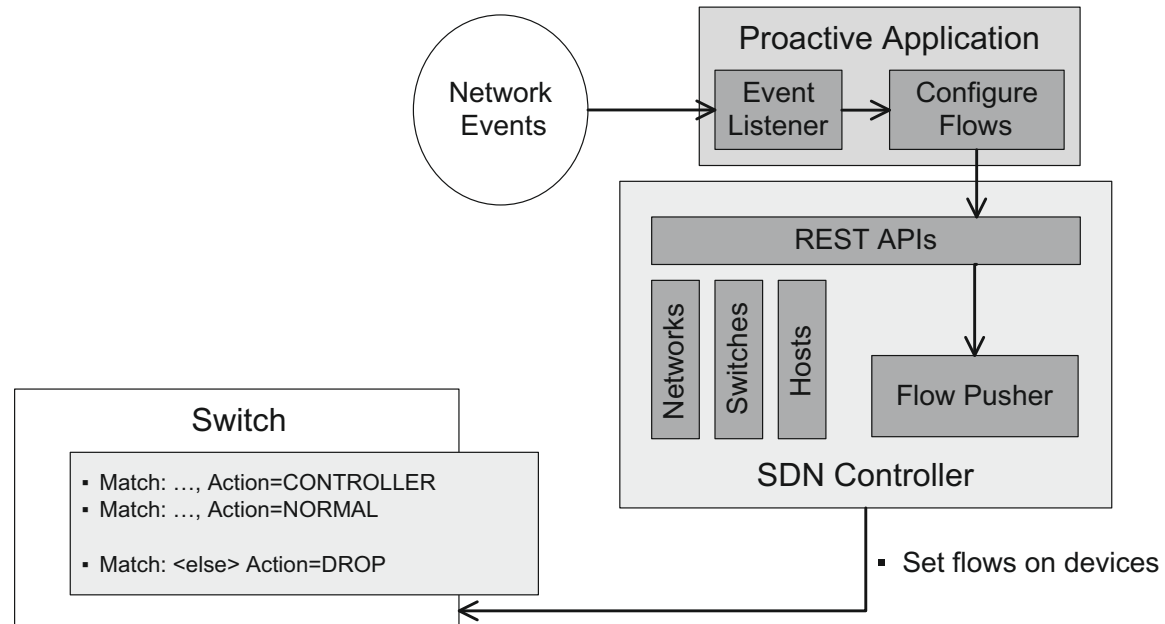 Proactive Application
Network
Events
Event
Listener
Configure
Flows
REST APIs
Networks
Switches
Hosts
Flow Pusher
SDN Controller
Switch
▪ Match: …, Action=CONTROLLER
▪ Match: …, Action=NORMAL
▪ Match: <else> Action=DROP
▪ Set flows on devices